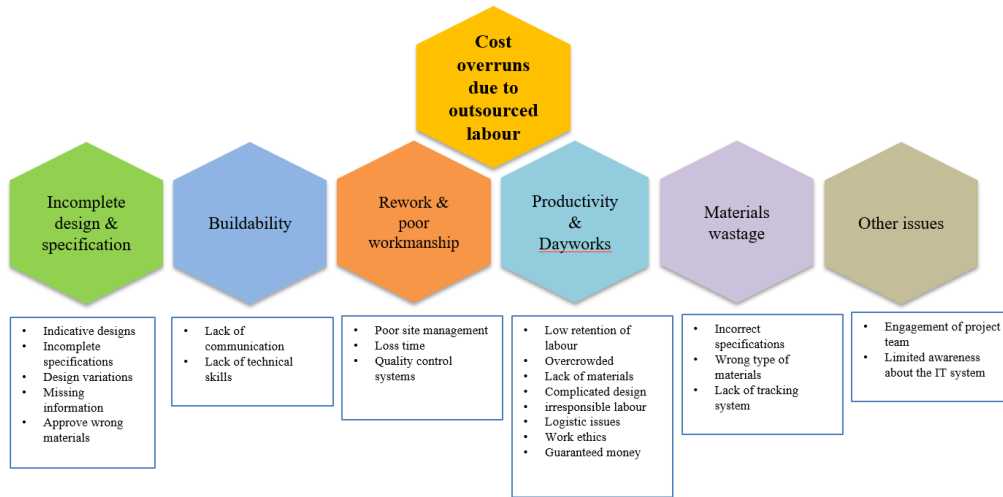 Cost
overruns
due to
outsourced
labour
Incomplete
design &
specification
Buildability
Rework &
poor
workmanship
Productivity
&
Dayworks
Materials
wastage
Other issues
• Indicative designs
• Incomplete
specifications
• Design variations
• Missing
information
• Approve wrong
materials
• Lack of
communication
• Lack of technical
skills
• Poor site management
• Loss time
• Quality control
systems
• Low retention of
labour
• Overcrowded
• Lack of materials
• Complicated design
• irresponsible labour
• Logistic issues
• Work ethics
• Guaranteed money
• Incorrect
specifications
• Wrong type of
materials
• Lack of tracking
system
• Engagement of project
team
• Limited awareness
about the IT system